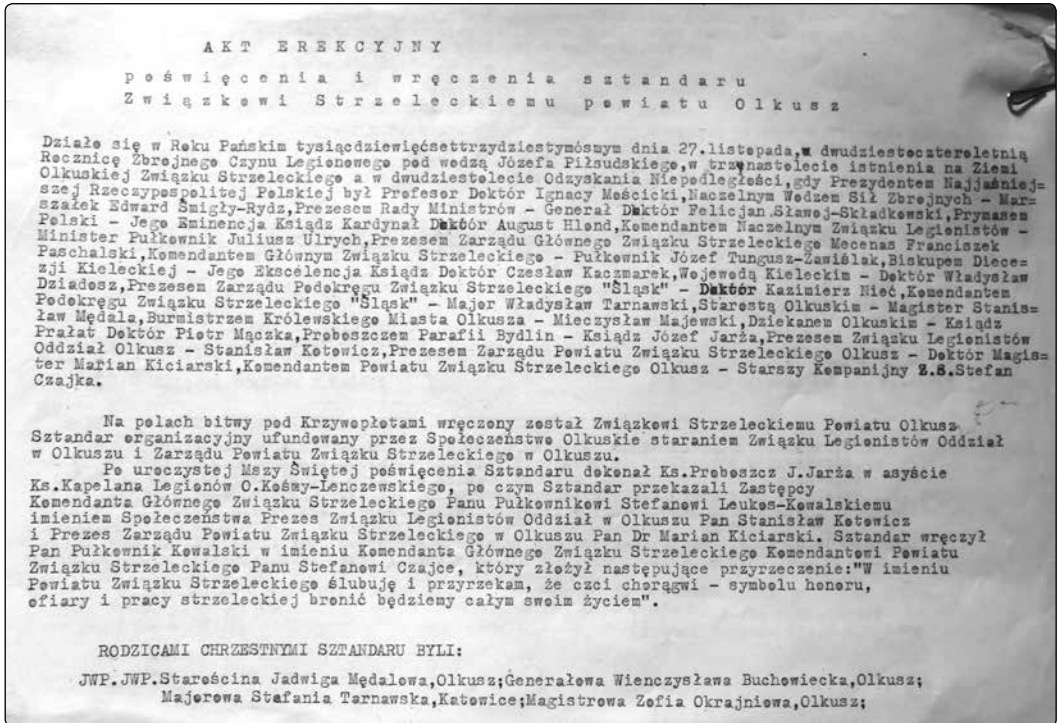 AKT EREKCYJNY
poświęcenia i wręczenia sztandaru
Związkowi Strzeleckiemu powiatu Olkusz
Działo się w Roku Pańskim tysiącdziewięćsettrzydziestymósmym dnia 27.listopada,w dwudziestoczteroletnią
Rocznicę Zbrojnego Czynu Legionowego pod wodzą Józefa Piłsudskiego,w trzynastolecie istnienia na Ziemi
Olkuskiej Związku Strzeleckiego a w dwudziestolecie Odzyskania Niepodległości,gdy Prezydentem Najjaśniej=
szej Rzeczypospolitej Polskiej był Profesor Doktór Ignacy Mościcki,Naczelnym Wodzem Sił Zbrojnych - Mar=
szałek Edward Śmigły-Rydz,Prezesem Rady Ministrów - Generał Doktór Felicjan Sławoj-Składkowski,Prymasem
Polski - Jego Eminencja Ksiądz Kardynał Doktór August Hlond,Komendantem Naczelnym Związku Legionistów -
Minister Pułkownik Juliusz Ulrych,Prezesem Zarządu Głównego Związku Strzeleckiego Mecenas Franciszek
Paschalski,Komendantem Głównym Związku Strzeleckiego - Pułkownik Józef Tunguz-Zawiślak,Biskupem Diece=
zji Kieleckiej - Jego Ekscelencja Ksiądz Doktór Czesław Kaczmarek,Wojewodą Kieleckim - Doktór Władysław
Dziadosz,Prezesem Zarządu Podokręgu Związku Strzeleckiego "Śląsk" - Doktór Kazimierz Nieć,Komendantem
Podokręgu Związku Strzeleckiego "Śląsk" - Major Władysław Tarnawski,Starostą Olkuskim - Magister Stanis=
ław Mędala,Burmistrzem Królewskiego Miasta Olkusza - Mieczysław Majewski,Dziekanem Olkuskim - Ksiądz
Prałat Doktór Piotr Mączka,Proboszczem Parafii Bydlin - Ksiądz Józef Jarża,Prezesem Związku Legionistów
Oddział Olkusz - Stanisław Kotowicz,Prezesem Zarządu Powiatu Związku Strzeleckiego Olkusz - Doktór Magis=
ter Marian Kiciarski,Komendantem Powiatu Związku Strzeleckiego Olkusz - Starszy Kompanijny Z.S.Stefan
Czajka.
Na polach bitwy pod Krzywopłotami wręczony został Związkowi Strzeleckiemu Powiatu Olkusz
Sztandar organizacyjny ufundowany przez Społeczeństwo Olkuskie staraniem Związku Legionistów Oddział
w Olkuszu i Zarządu Powiatu Związku Strzeleckiego w Olkuszu.
Po uroczystej Mszy Świętej poświęcenia Sztandaru dokonał Ks.Proboszcz J.Jarża w asyście
Ks.Kapelana Legionów O.Kośmy-Lenczewskiego, po czym Sztandar przekazali Zastępcy
Komendanta Głównego Związku Strzeleckiego Panu Pułkownikowi Stefanowi Leukos-Kowalskiemu
imieniem Społeczeństwa Prezes Związku Legionistów Oddział w Olkuszu Pan Stanisław Kotowicz
i Prezes Zarządu Powiatu Związku Strzeleckiego w Olkuszu Pan Dr Marian Kiciarski. Sztandar wręczył
Pan Pułkownik Kowalski w imieniu Komendanta Głównego Związku Strzeleckiego Komendantowi Powiatu
Związku Strzeleckiego Panu Stefanowi Czajce, który złożył następujące przyrzeczenie:"W imieniu
Powiatu Związku Strzeleckiego ślubuję i przyrzekam, że czci chorągwi - symbolu honoru,
ofiary i pracy strzeleckiej bronić będziemy całym swoim życiem".
RODZICAMI CHRZESTNYMI SZTANDARU BYLI:
JWP.JWP.Starościna Jadwiga Mędalowa,Olkusz;Generałowa Wienczysława Buchowiecka,Olkusz;
Majorowa Stefania Tarnawska,Katowice;Magistrowa Zofia Okrajniowa,Olkusz;